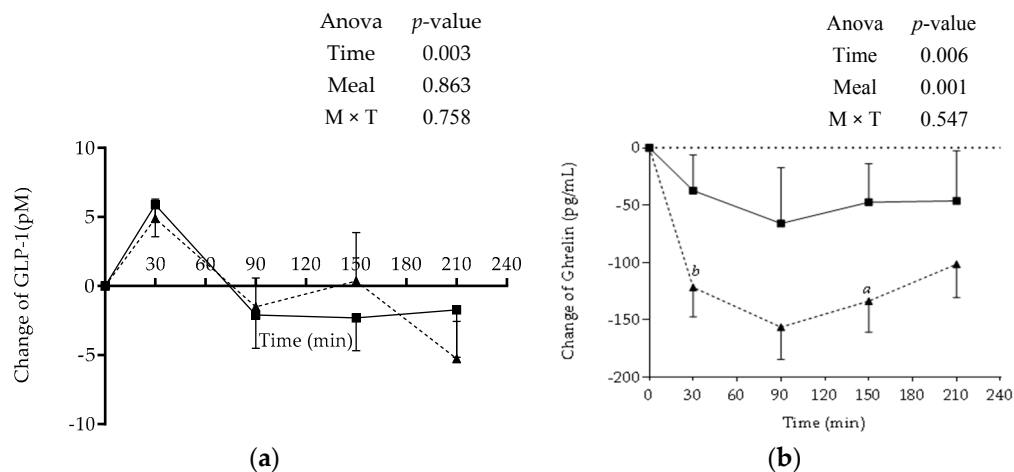 Anova p-value
Time 0.003
Meal 0.863
M × T 0.758
Change of GLP-1(pM)
10
5
0
-5
-10
30 60 90 120 150 180 210 240
Time (min)
(a)
Anova p-value
Time 0.006
Meal 0.001
M × T 0.547
Change of Ghrelin (pg/mL)
0
-50
-100
-150
-200
b
a
0 30 60 90 120 150 180 210 240
Time (min)
(b)